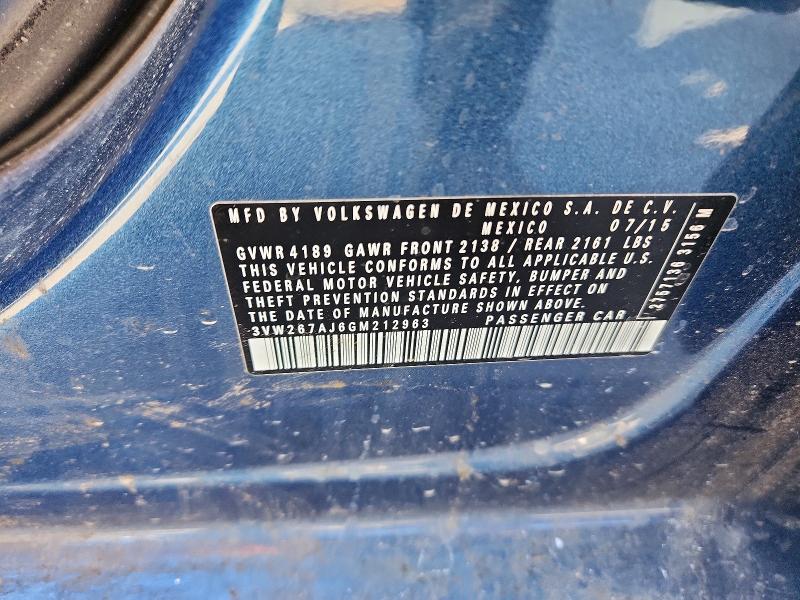 MFD BY VOLKSWAGEN DE MEXICO S.A. DE C.V.
MEXICO 07/15
GVWR 4189 GAWR FRONT 2138 / REAR 2161 LBS
THIS VEHICLE CONFORMS TO ALL APPLICABLE U.S.
FEDERAL MOTOR VEHICLE SAFETY, BUMPER AND
THEFT PREVENTION STANDARDS IN EFFECT ON
THE DATE OF MANUFACTURE SHOWN ABOVE.
3VW267AJ6GM212963 PASSENGER CAR
3156 M